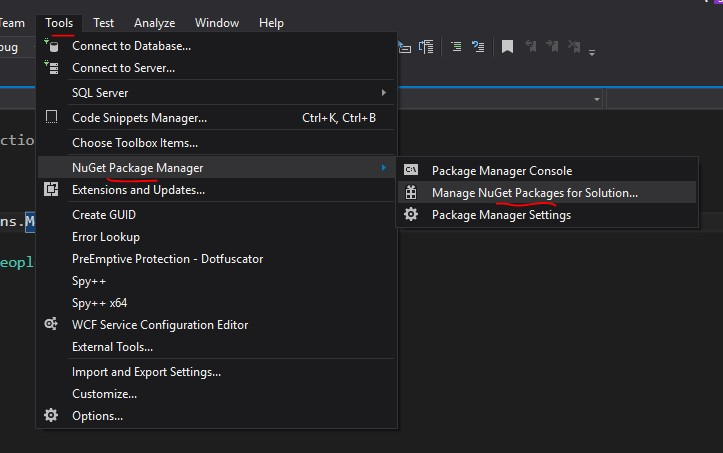 Team Tools Test Analyze Window Help
bug
Connect to Database...
Connect to Server...
SQL Server
Code Snippets Manager... Ctrl+K, Ctrl+B
ctio
Choose Toolbox Items...
NuGet Package Manager
C:\ Package Manager Console
Extensions and Updates...
Manage NuGet Packages for Solution...
Create GUID
Package Manager Settings
ns.M
Error Lookup
eopl
PreEmptive Protection - Dotfuscator
Spy++
Spy++ x64
WCF Service Configuration Editor
External Tools...
Import and Export Settings...
Customize...
Options...